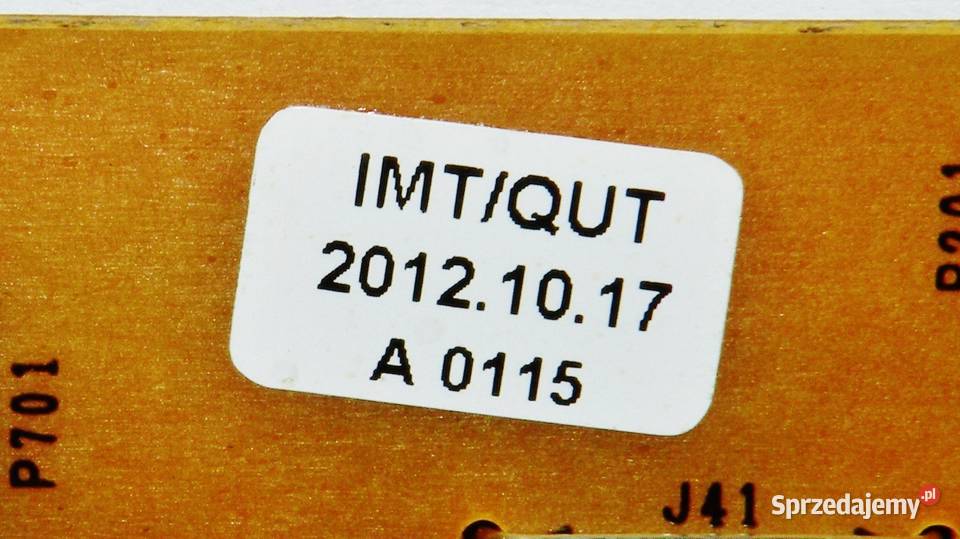 IMT/QUT
2012.10.17
A 0115
P701
J41
Sprzedajemy.pl